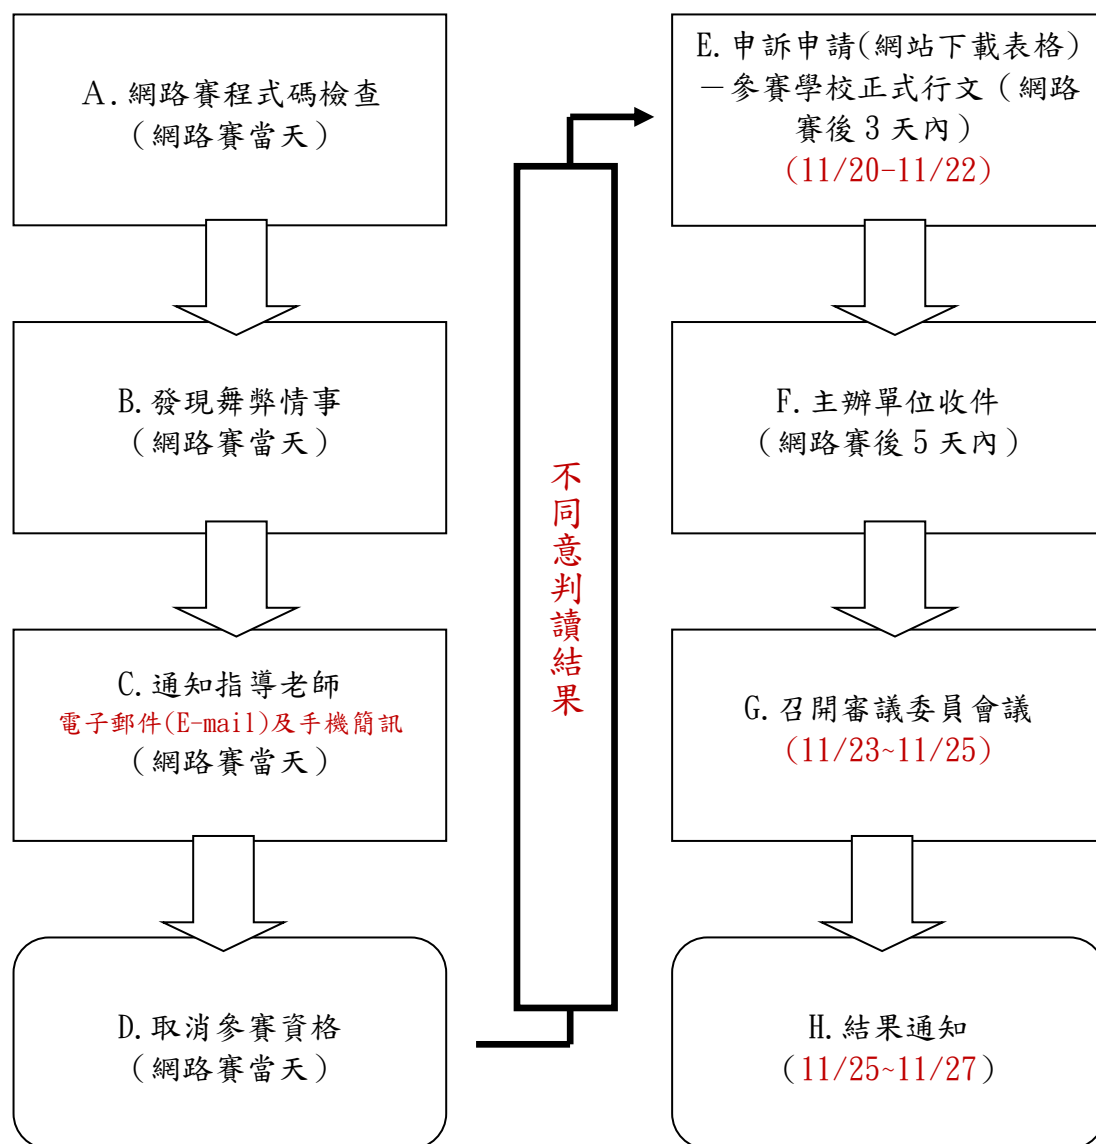 A.網路賽程式碼檢查
（網路賽當天）
B.發現舞弊情事
（網路賽當天）
C.通知指導老師
電子郵件(E-mail)及手機簡訊
（網路賽當天）
D.取消參賽資格
（網路賽當天）
不同意判讀結果
E.申訴申請(網站下載表格)
－參賽學校正式行文（網路
賽後 3 天內）
(11/20-11/22)
F.主辦單位收件
（網路賽後 5 天內）
G.召開審議委員會議
(11/23~11/25)
H.結果通知
（11/25~11/27）